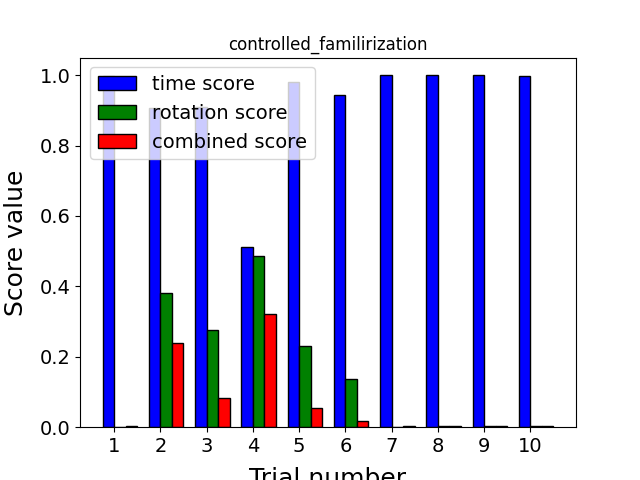 controlled_familirization
1.0
0.8
0.6
0.4
0.2
0.0
Score value
time score
rotation score
combined score
1 2 3 4 5 6 7 8 9 10
Trial number